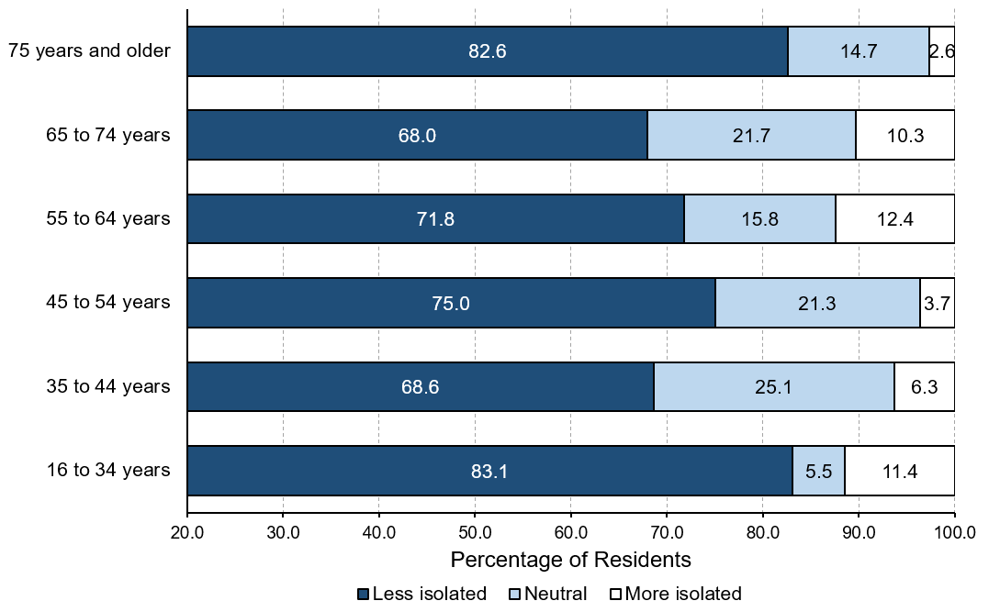 75 years and older 82.6 14.7 2.6
65 to 74 years 68.0 21.7 10.3
55 to 64 years 71.8 15.8 12.4
45 to 54 years 75.0 21.3 3.7
35 to 44 years 68.6 25.1 6.3
16 to 34 years 83.1 5.5 11.4
20.0 30.0 40.0 50.0 60.0 70.0 80.0 90.0 100.0
Percentage of Residents
Less isolated Neutral More isolated